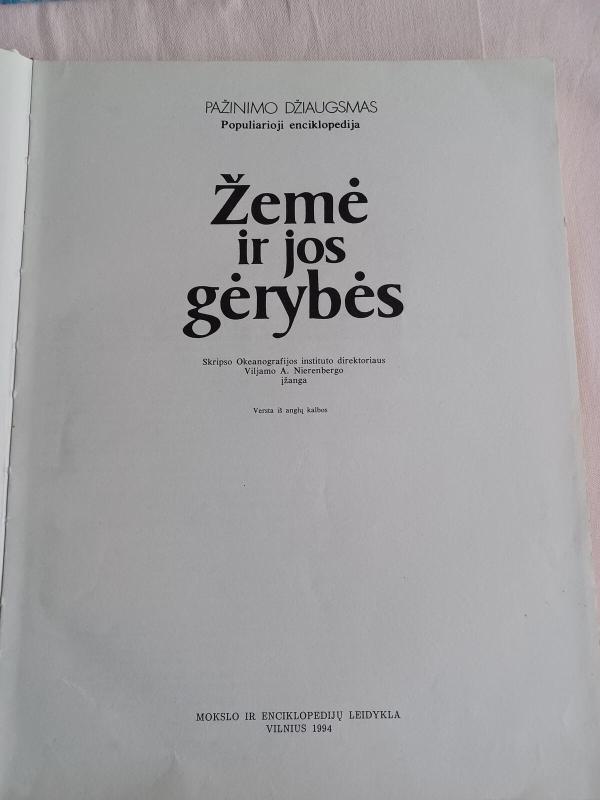 PAŽINIMO DŽIAUGSMAS
Populiarioji enciklopedija
Žemė
ir jos
gėrybės
Skripso Okeanografijos instituto direktoriaus
Viljamo A. Nierenbergo
įžanga
Versta iš anglų kalbos
MOKSLO IR ENCIKLOPEDIJŲ LEIDYKLA
VILNIUS 1994